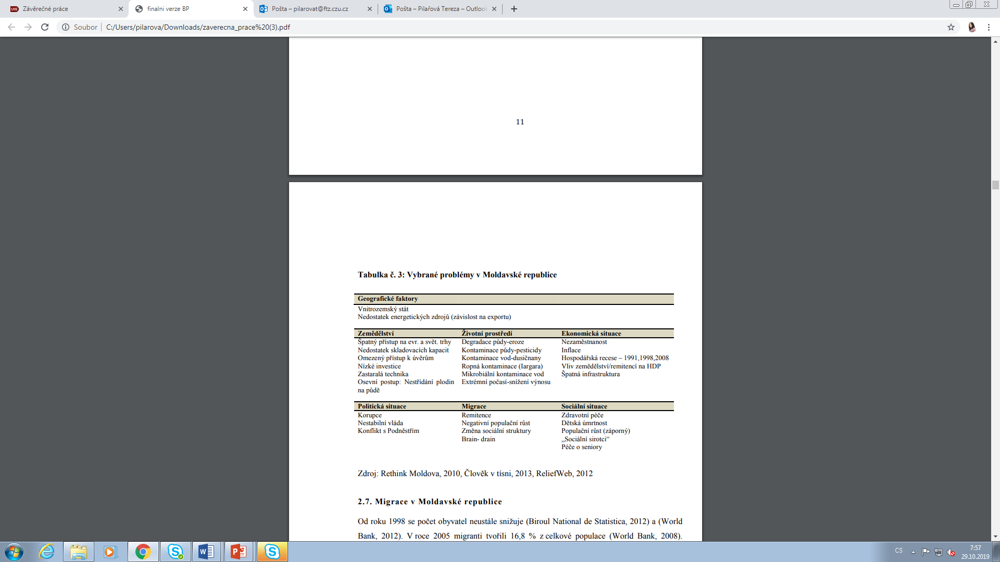 Závěrečné práce
finalni verze BP
Pošta – pilarovat@ftz.czu.cz
Pošta – Pilařová Tereza – Outloo
Soubor
C:/Users/pilarova/Downloads/zaverecna_prace%20(3).pdf
11
Tabulka č. 3: Vybrané problémy v Moldavské republice
Geografické faktory
Vnitrozemský stát
Nedostatek energetických zdrojů (závislost na exportu)
Zemědělství Životní prostředí Ekonomická situace
Špatný přístup na evr. a svět. trhy Degradace půdy-eroze Nezaměstnanost
Nedostatek skladovacích kapacit Kontaminace půdy-pesticidy Inflace
Omezený přístup k úvěrům Kontaminace vod-dusičnany Hospodářská recese – 1991,1998,2008
Nízké investice Ropná kontaminace (Iargara) Vliv zemědělství/remitencí na HDP
Zastaralá technika Mikrobiální kontaminace vod Špatná infrastruktura
Osevní postup: Nestřídání plodin Extrémní počasí-snížení výnosu
na půdě
Politická situace Migrace Sociální situace
Korupce Remitence Zdravotní péče
Nestabilní vláda Negativní populační růst Dětská úmrtnost
Konflikt s Podněstřím Změna sociální struktury Populační růst (záporný)
Brain- drain „Sociální sirotci“
Péče o seniory
Zdroj: Rethink Moldova, 2010, Člověk v tísni, 2013, ReliefWeb, 2012
2.7. Migrace v Moldavské republice
Od roku 1998 se počet obyvatel neustále snižuje (Biroul National de Statistica, 2012) a (World
Bank, 2012). V roce 2005 migranti tvořili 16,8 % z celkové populace (World Bank, 2008).
CS
7:57
29.10.2019